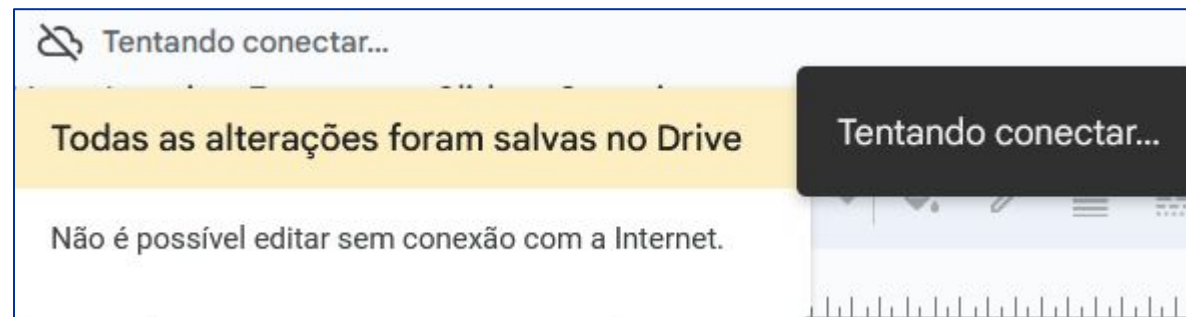 Tentando conectar...
Todas as alterações foram salvas no Drive
Tentando conectar...
Não é possível editar sem conexão com a Internet.